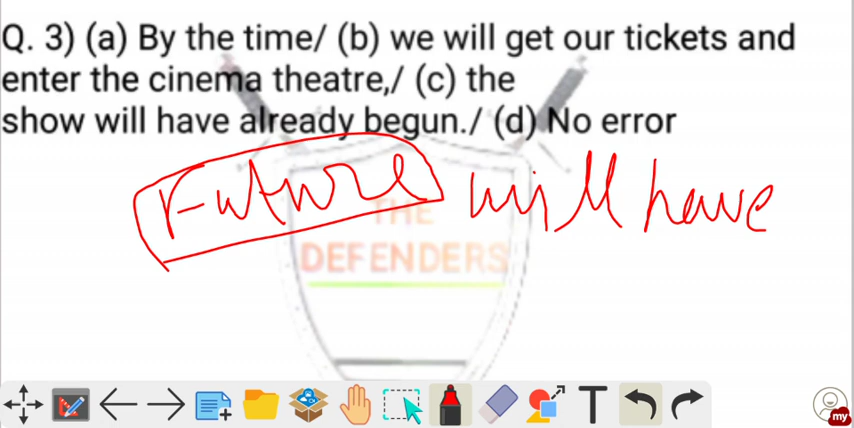 Q. 3) (a) By the time/ (b) we will get our tickets and
enter the cinema theatre,/ (c) the
show will have already begun./ (d) No error
Future will have
THE
DEFENDERS
T
my